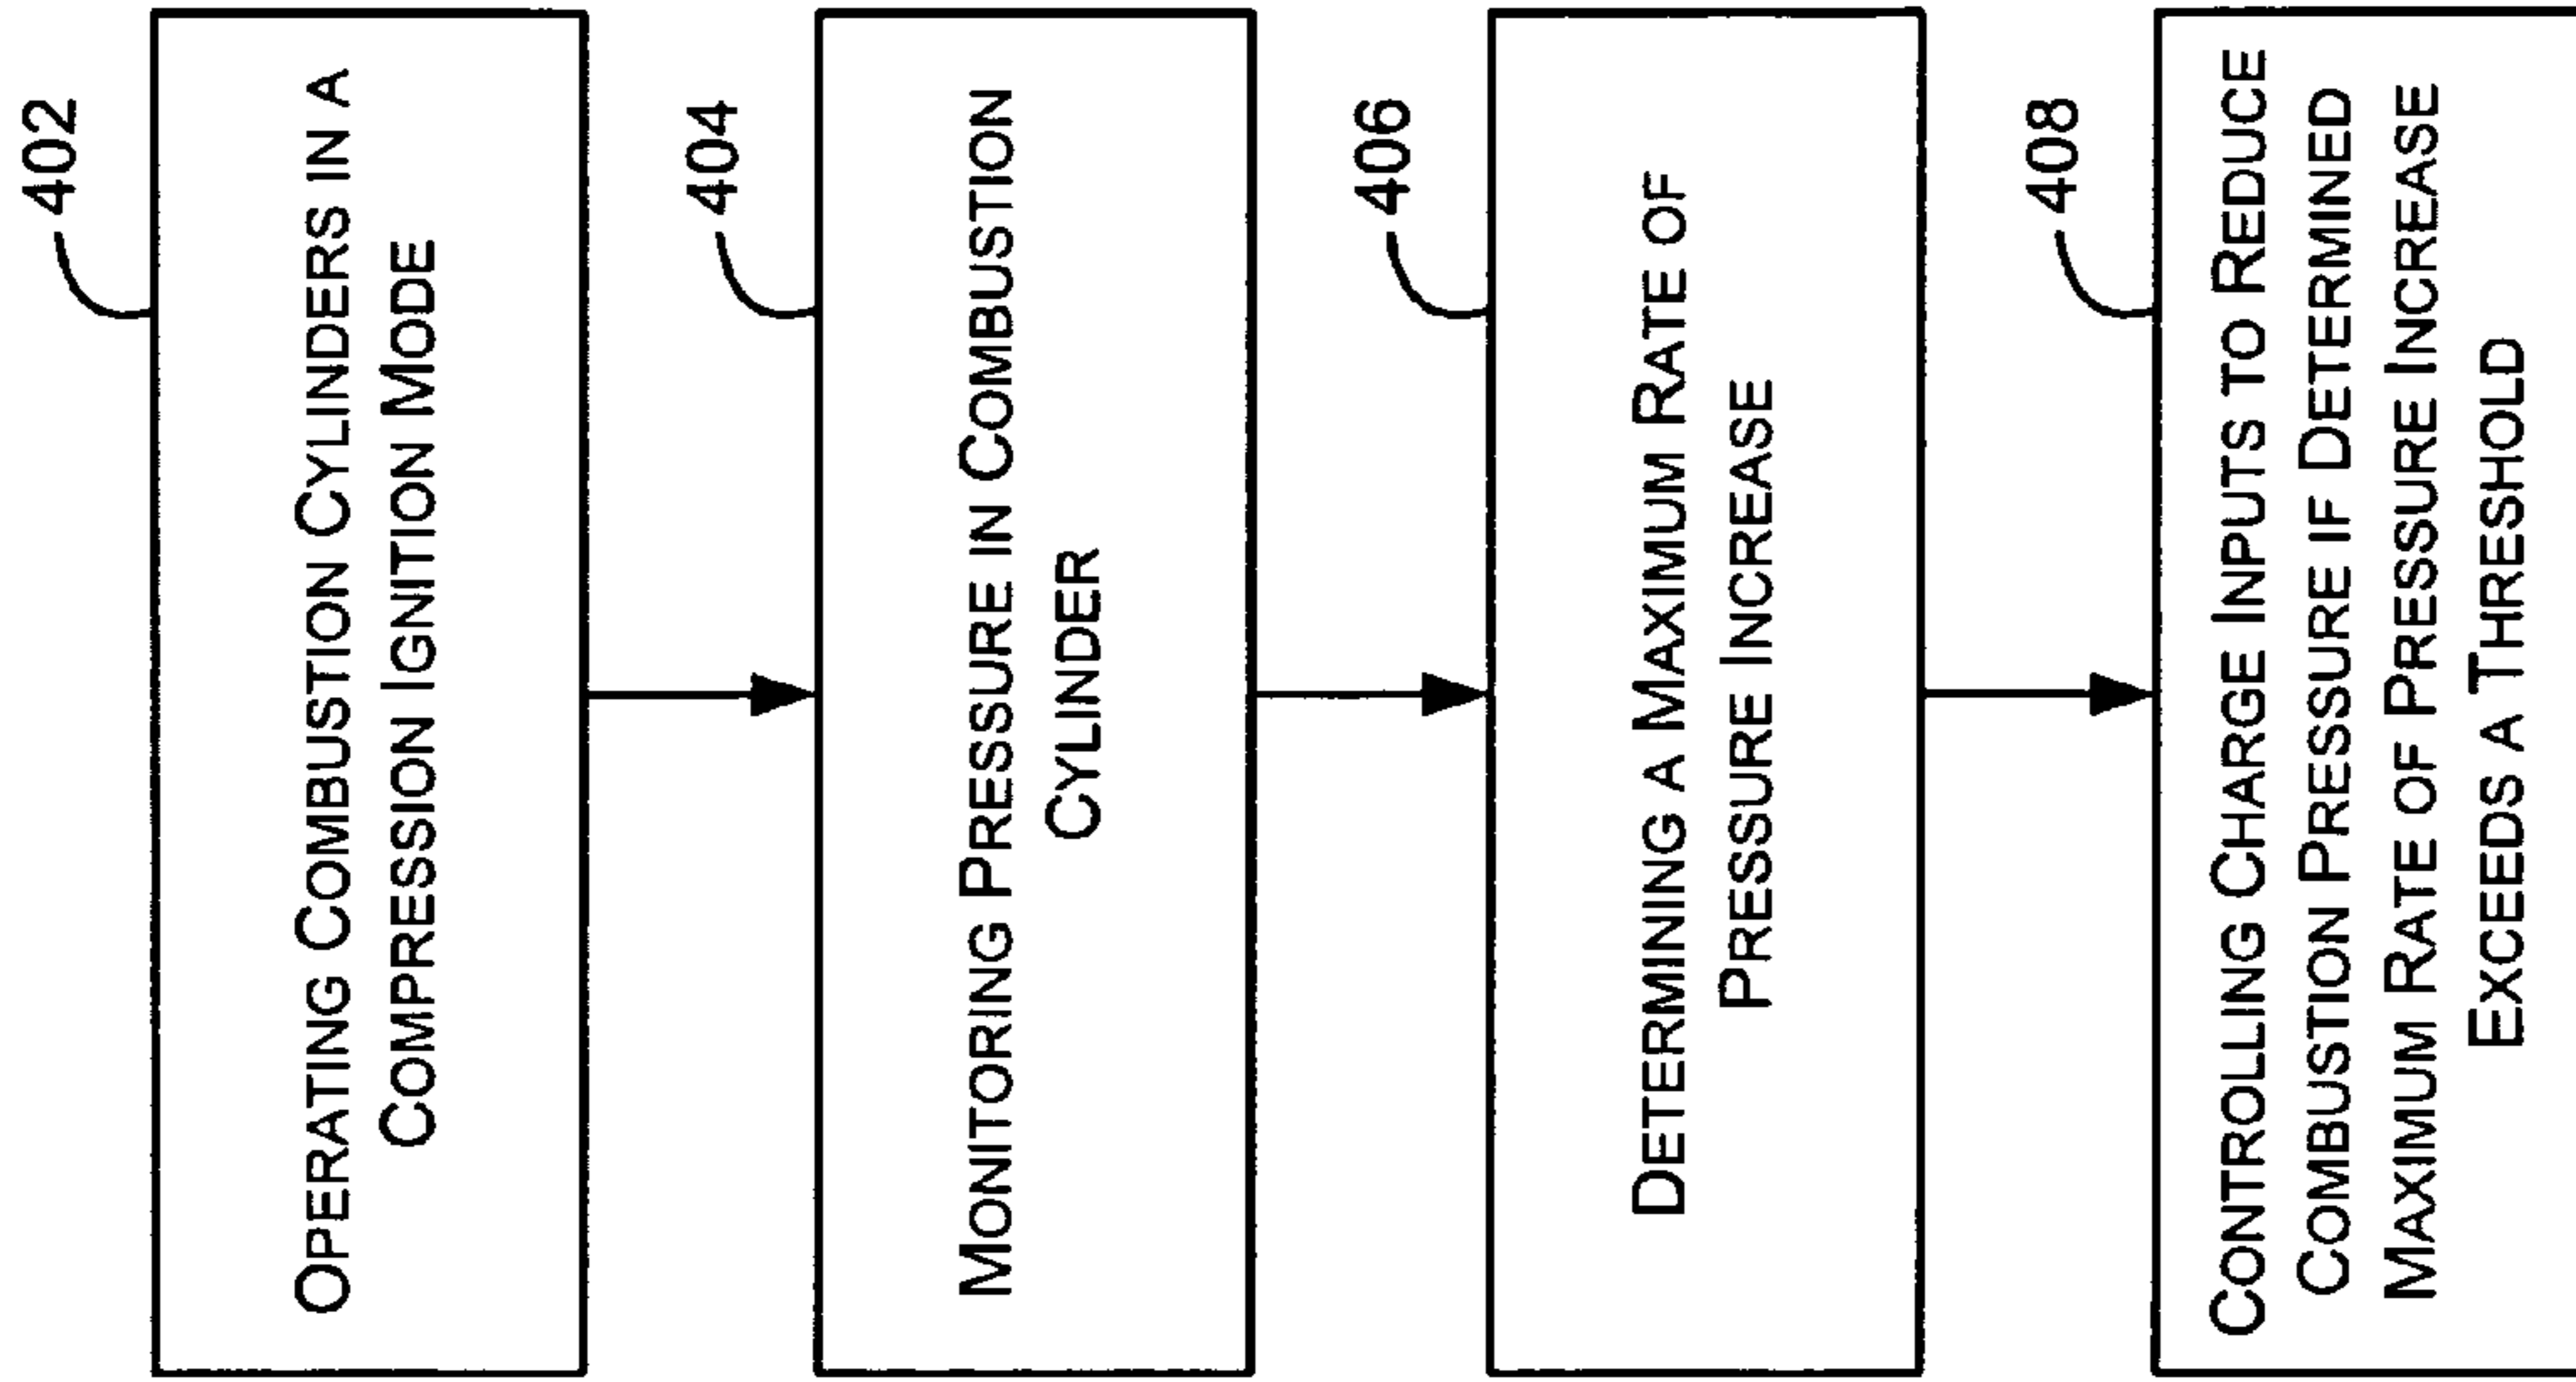 402
OPERATING COMBUSTION CYLINDERS IN A
COMPRESSION IGNITION MODE
404
MONITORING PRESSURE IN COMBUSTION
CYLINDER
406
DETERMINING A MAXIMUM RATE OF
PRESSURE INCREASE
408
CONTROLLING CHARGE INPUTS TO REDUCE
COMBUSTION PRESSURE IF DETERMINED
MAXIMUM RATE OF PRESSURE INCREASE
EXCEEDS A THRESHOLD